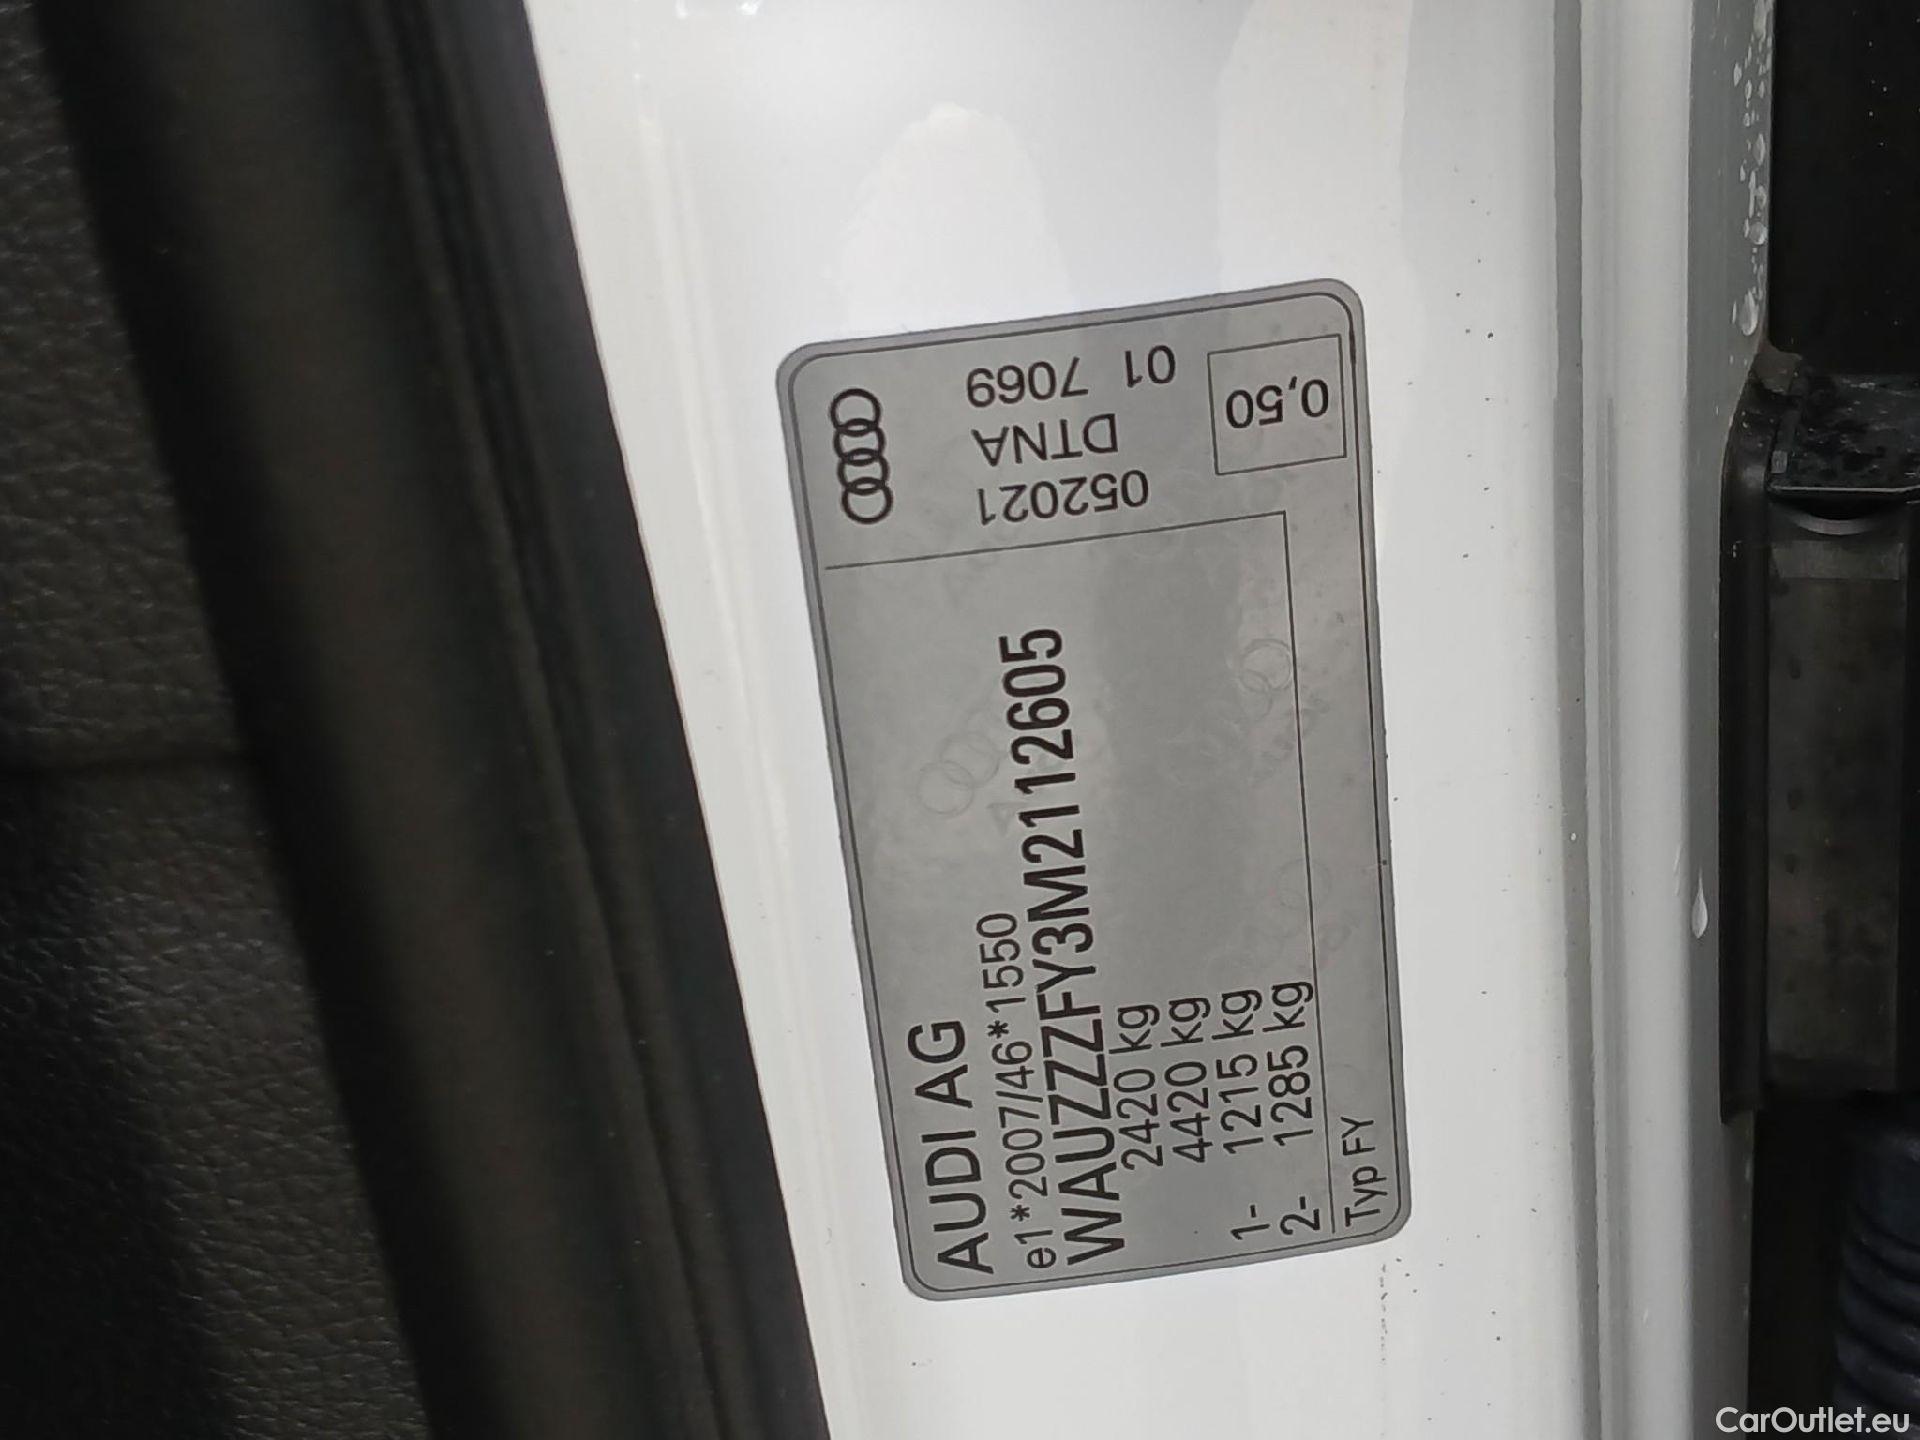 AUDI AG
e1*2007/46*1550
WAUZZZFY3M2112605
2420 kg
4420 kg
1- 1215 kg
2- 1285 kg
Typ FY
052021
DTNA
01 7069
0,50
CarOutlet.eu